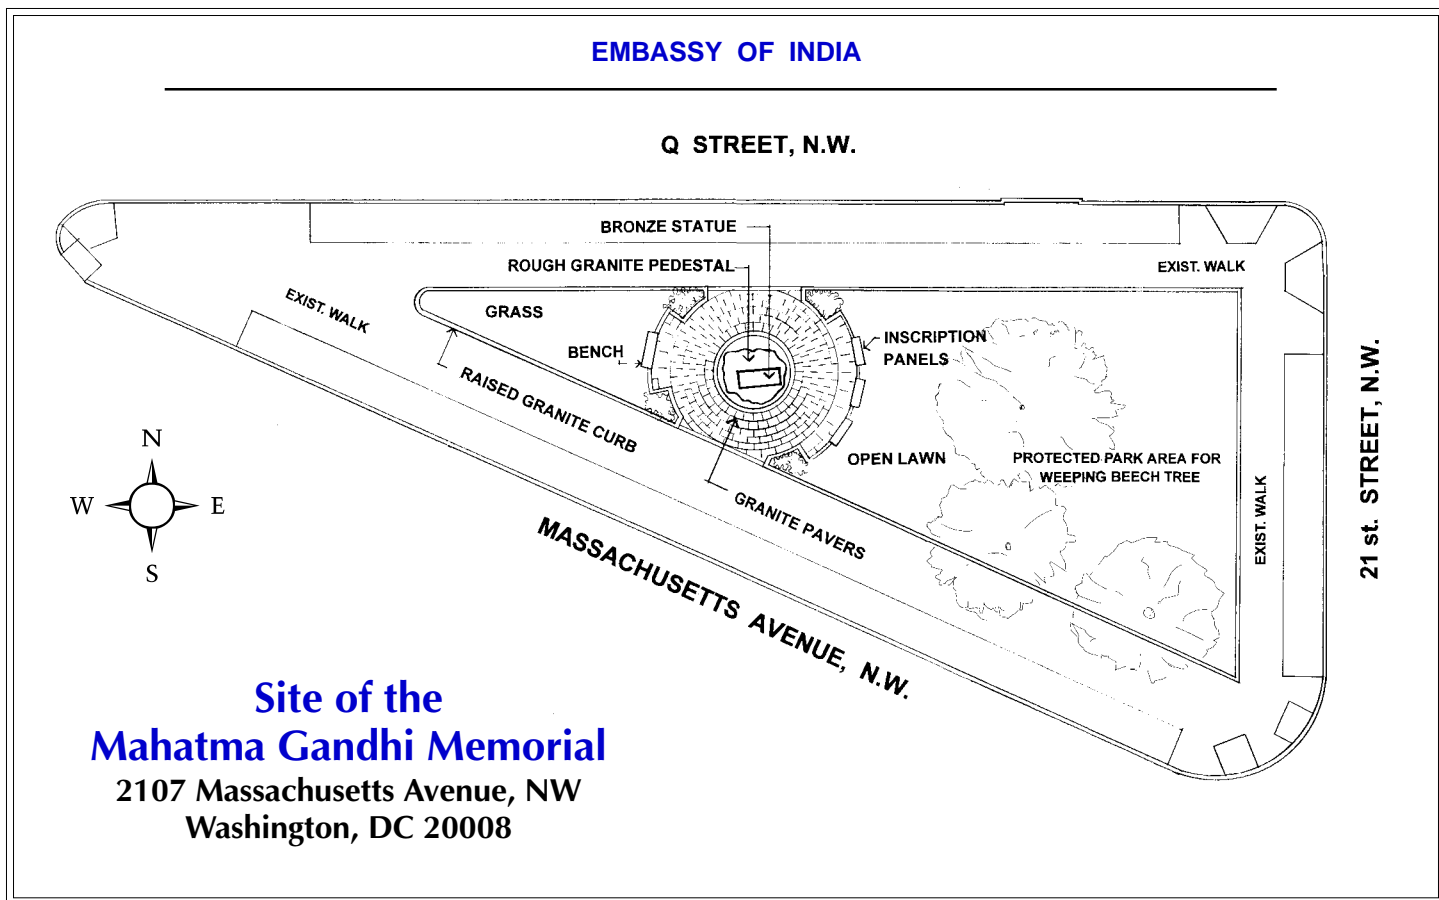 EMBASSY OF INDIA
Q STREET, N.W.
BRONZE STATUE
ROUGH GRANITE PEDESTAL
EXIST. WALK
EXIST. WALK
GRASS
INSCRIPTION
PANELS
BENCH
RAISED GRANITE CURB
21 st. STREET, N.W.
OPEN LAWN
PROTECTED PARK AREA FOR
WEEPING BEECH TREE
GRANITE PAVERS
EXIST. WALK
MASSACHUSETTS AVENUE, N.W.
N
W
E
S
Site of the
Mahatma Gandhi Memorial
2107 Massachusetts Avenue, NW
Washington, DC 20008